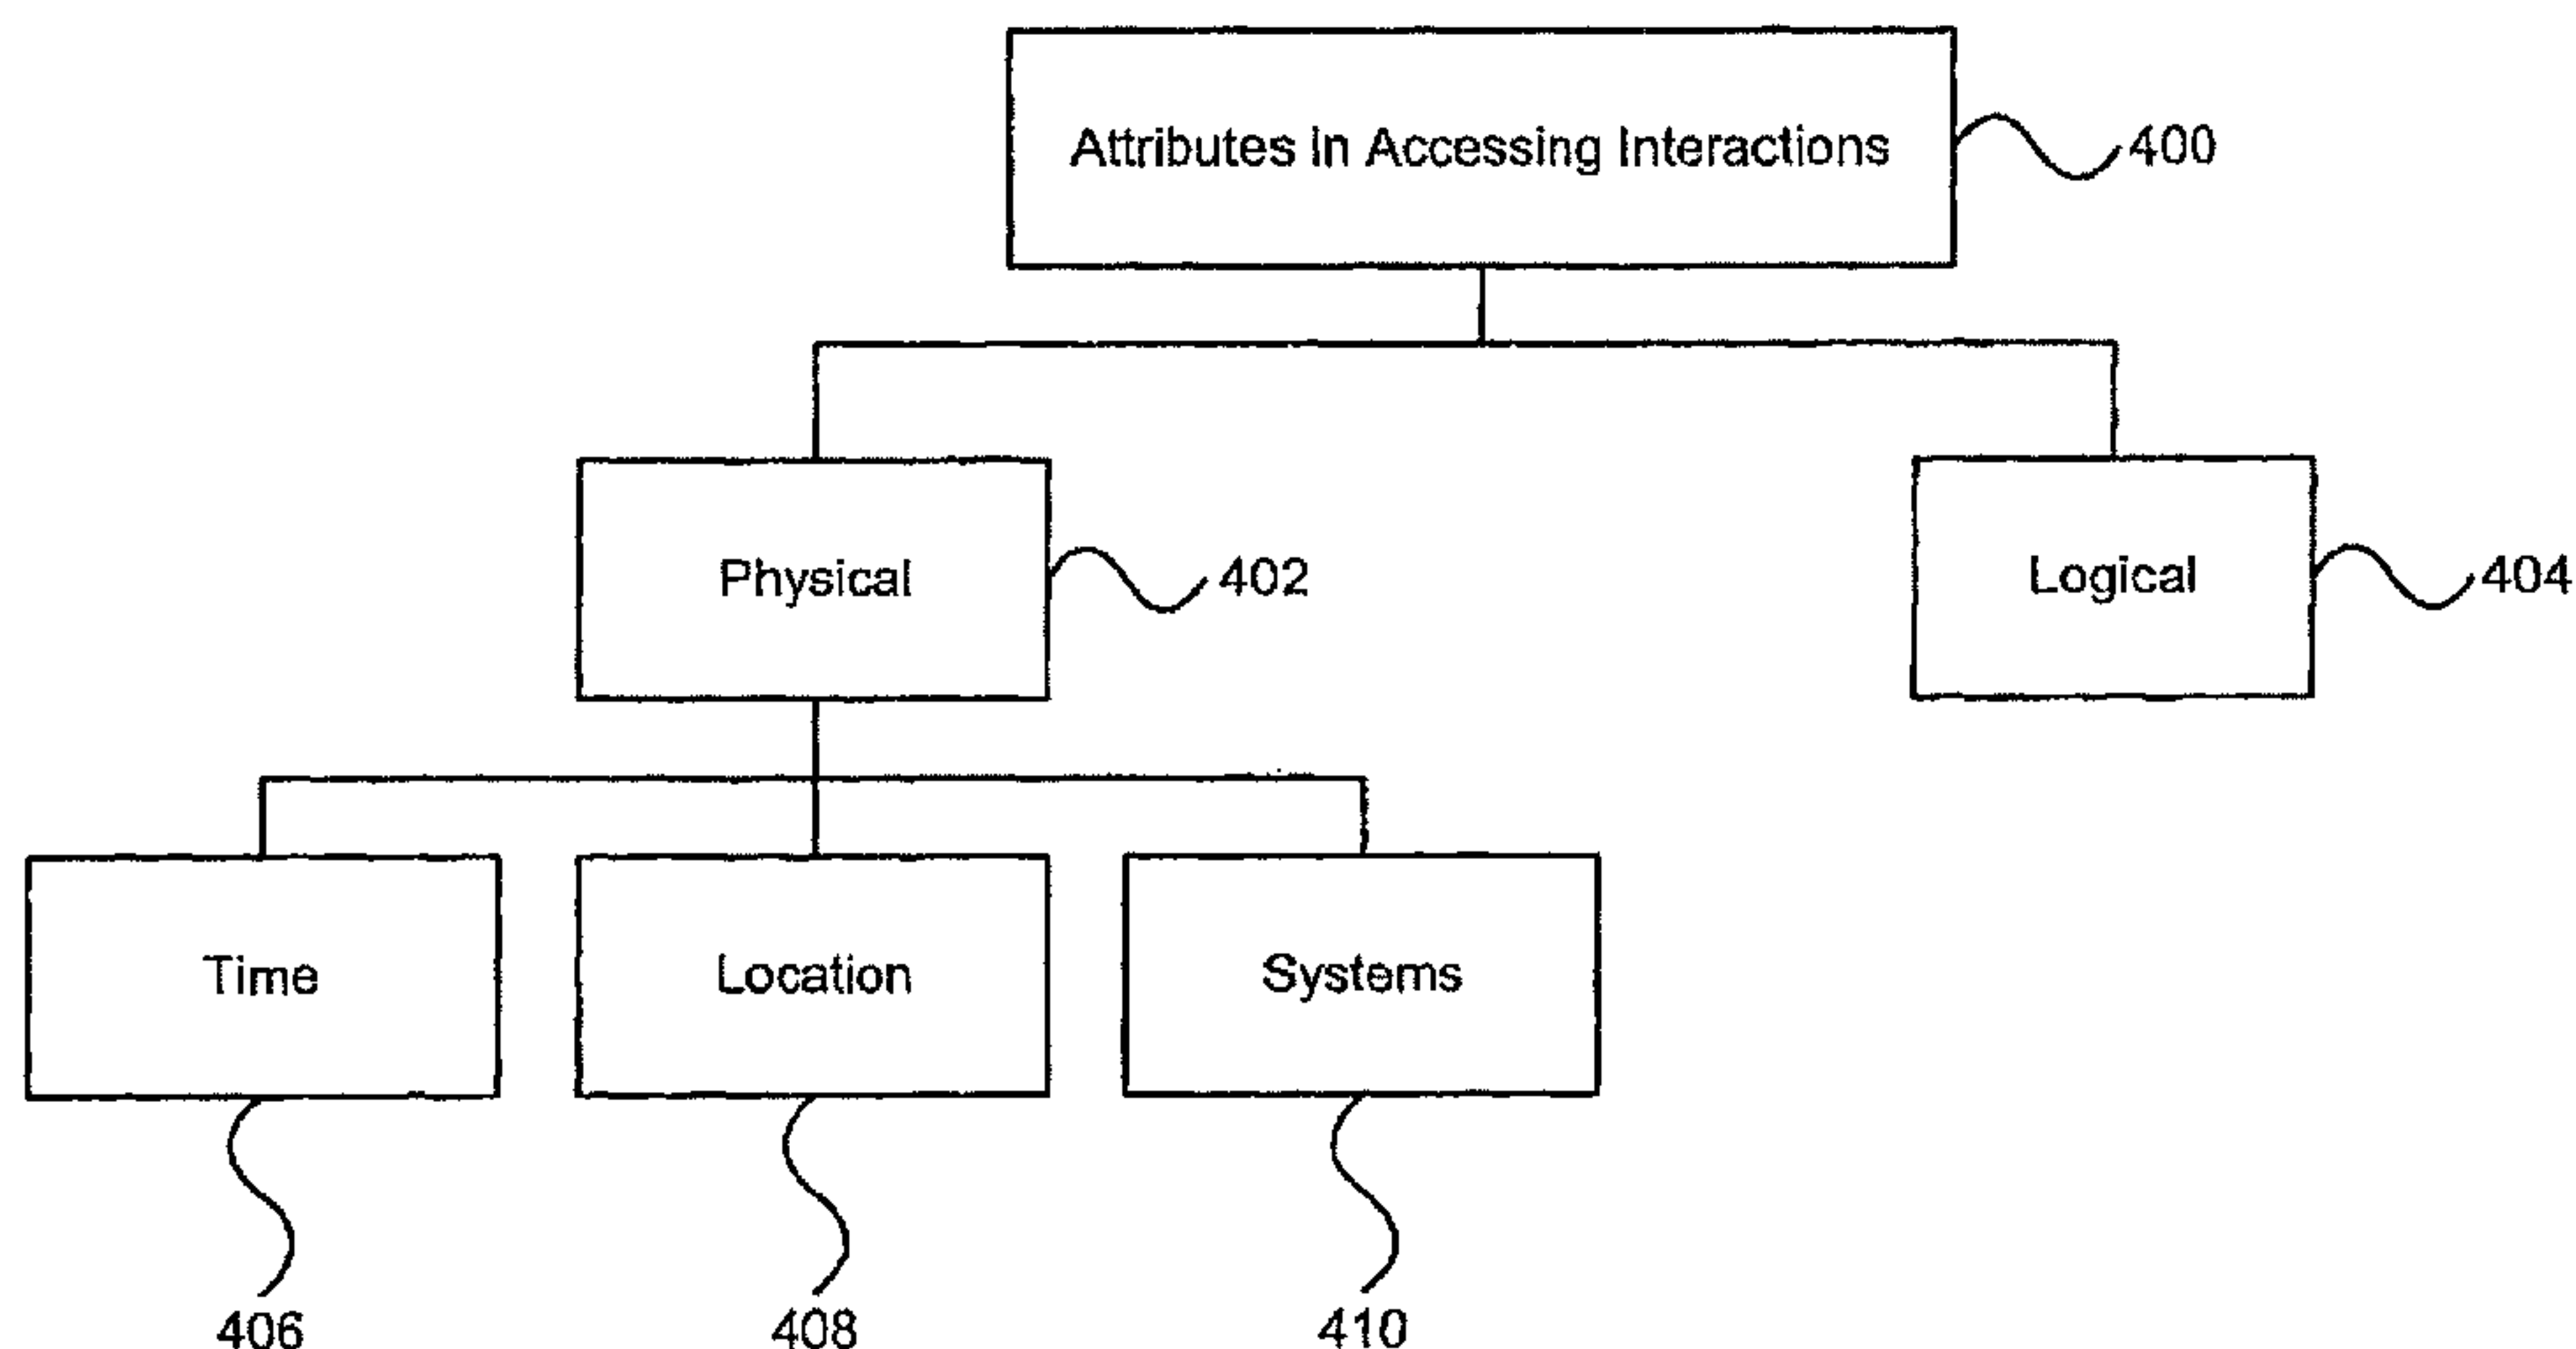 Attributes In Accessing Interactions
400
Physical
402
Logical
404
Time
Location
Systems
406
408
410